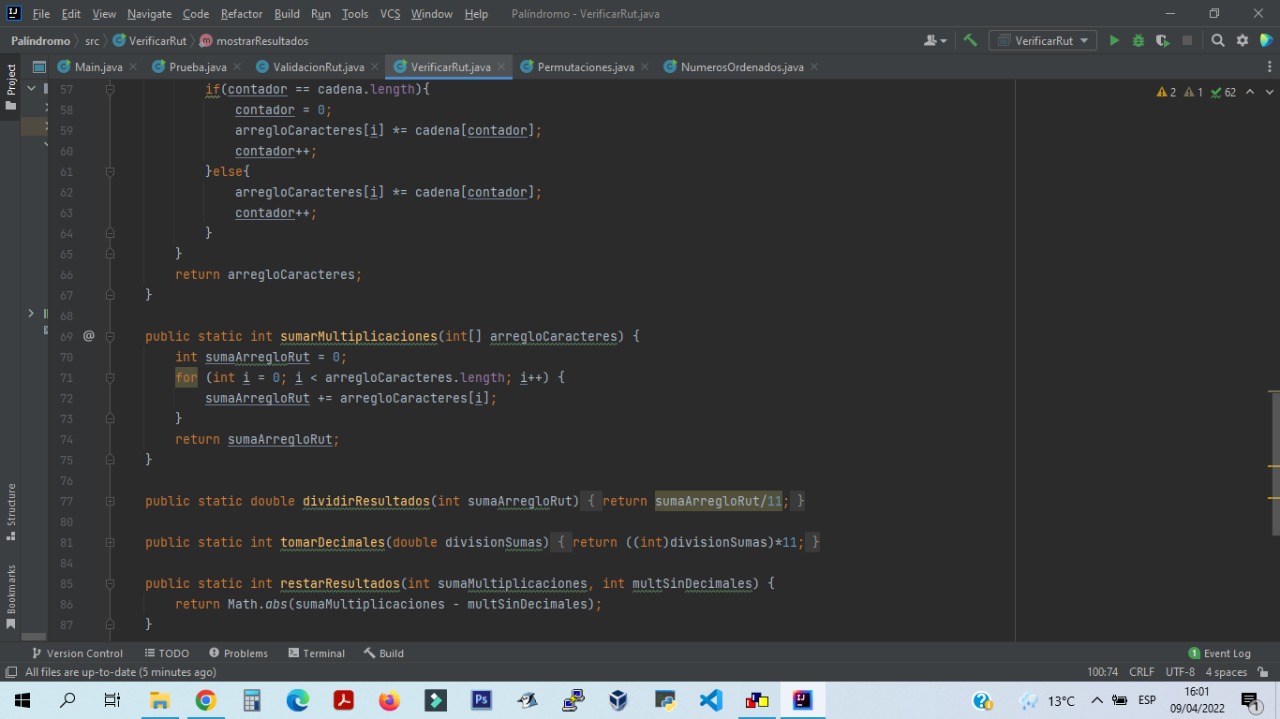 File Edit View Navigate Code Refactor Build Run Tools VCS Window Help Palíndromo - VerificarRut.java
Palíndromo src VerificarRut mostrarResultados VerificarRut
Project Main.java Prueba.java ValidacionRut.java VerificarRut.java Permutaciones.java NumerosOrdenados.java
57 if(contador == cadena.length){ 2 1 62
58 contador = 0;
59 arregloCaracteres[i] *= cadena[contador];
60 contador++;
61 }else{
62 arregloCaracteres[i] *= cadena[contador];
63 contador++;
64 }
65 }
66 return arregloCaracteres;
67 }
68
69 @ public static int sumarMultiplicaciones(int[] arregloCaracteres) {
70 int sumaArregloRut = 0;
71 for (int i = 0; i < arregloCaracteres.length; i++) {
72 sumaArregloRut += arregloCaracteres[i];
73 }
74 return sumaArregloRut;
75 }
76
77 public static double dividirResultados(int sumaArregloRut) { return sumaArregloRut/11; }
80
81 public static int tomarDecimales(double divisionSumas) { return ((int)divisionSumas)*11; }
84
85 public static int restarResultados(int sumaMultiplicaciones, int multSinDecimales) {
86 return Math.abs(sumaMultiplicaciones - multSinDecimales);
87 }
Structure
Bookmarks
Version Control TODO Problems Terminal Build 1 Event Log
All files are up-to-date (5 minutes ago) 100:74 CRLF UTF-8 4 spaces
13°C ESP 16:01
09/04/2022 1